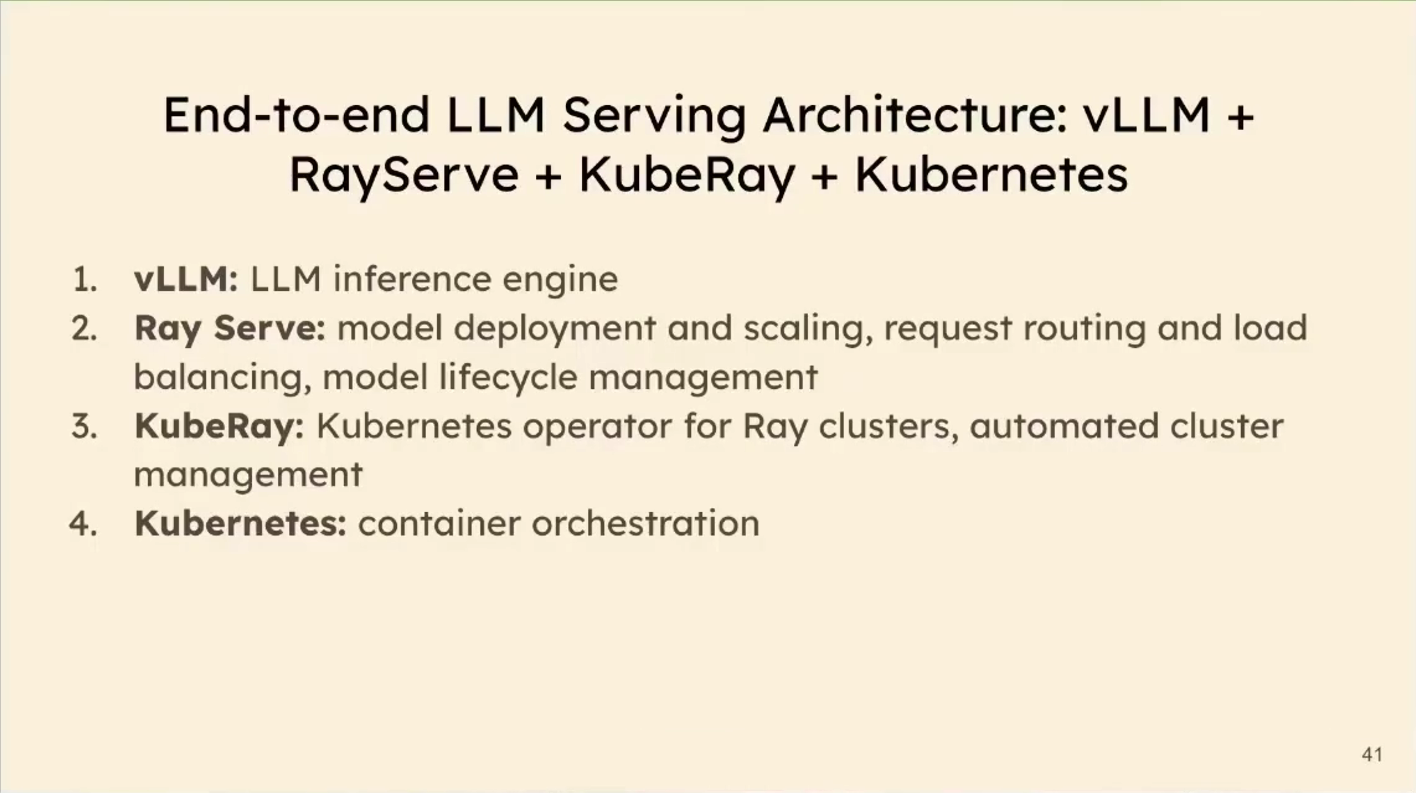 End-to-end LLM Serving Architecture: vLLM +
RayServe + KubeRay + Kubernetes
1. vLLM: LLM inference engine
2. Ray Serve: model deployment and scaling, request routing and load
balancing, model lifecycle management
3. KubeRay: Kubernetes operator for Ray clusters, automated cluster
management
4. Kubernetes: container orchestration
41